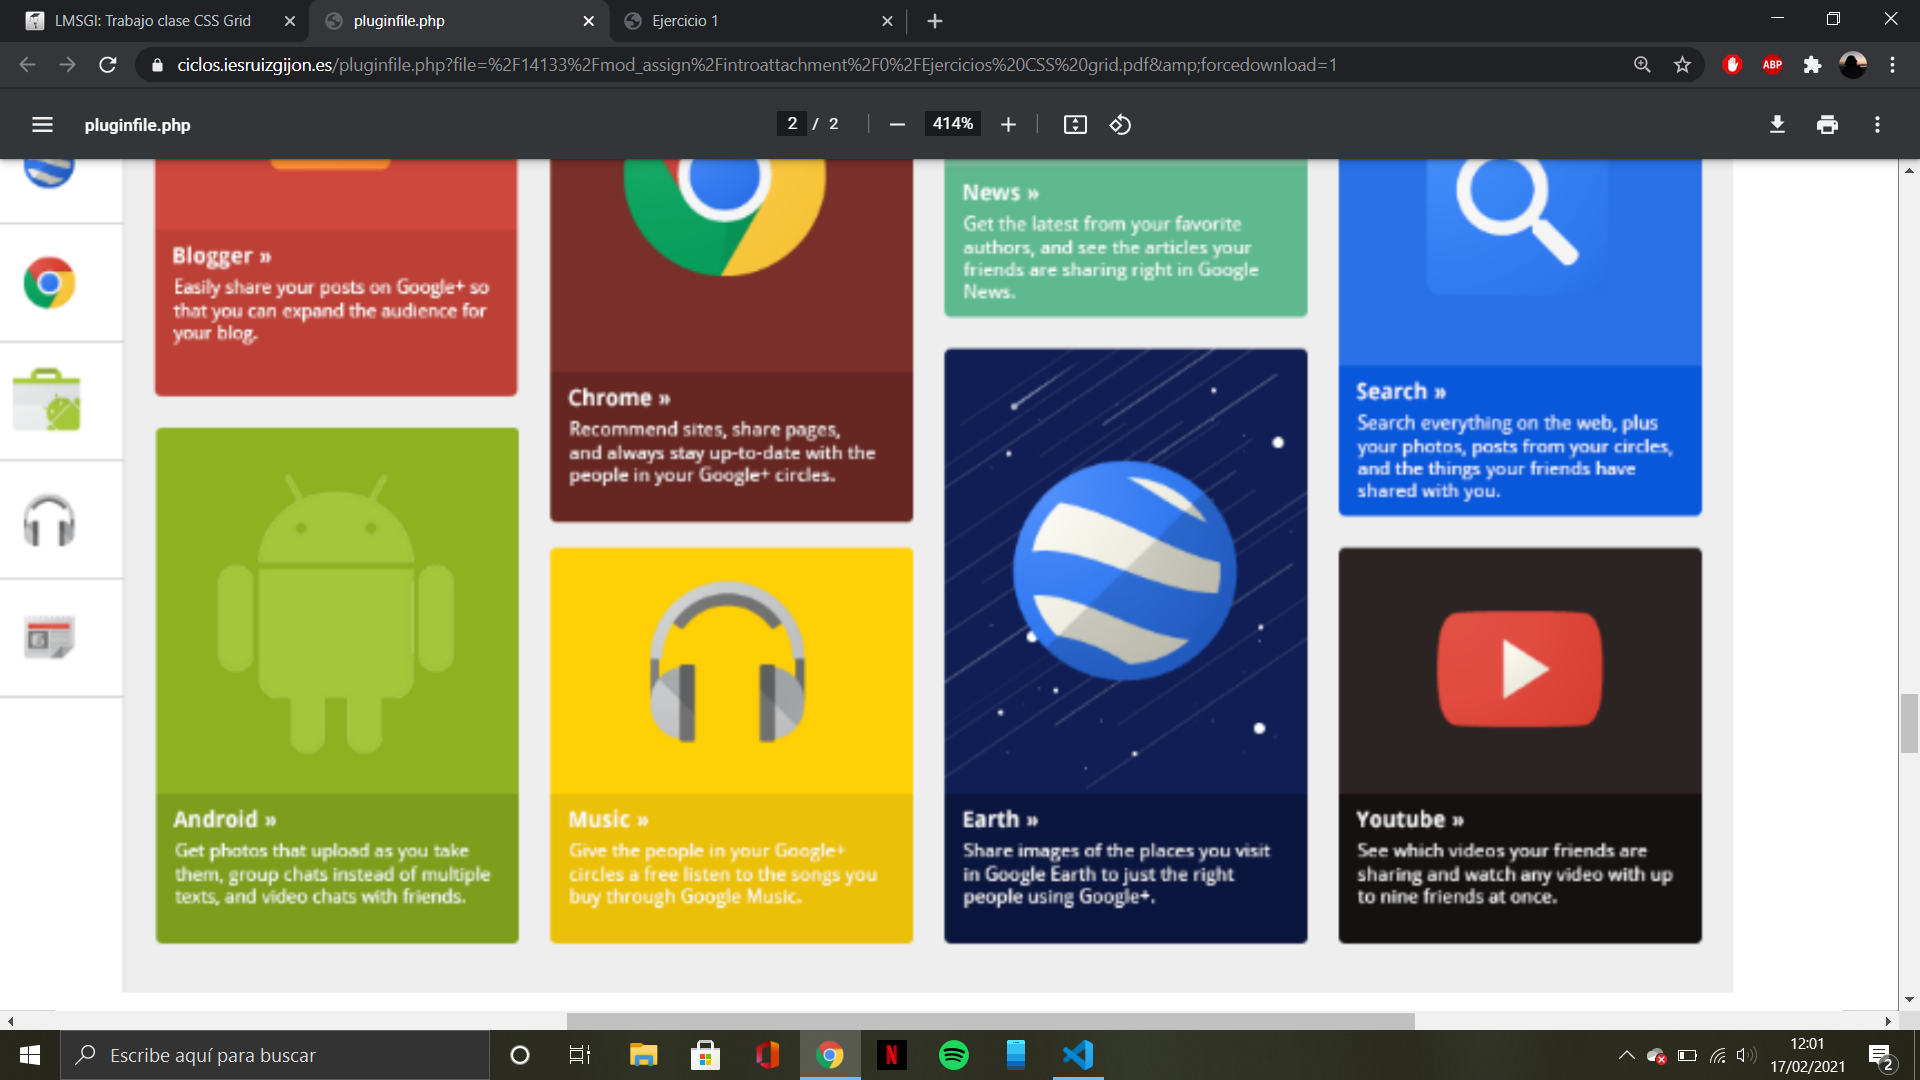 LMSGI: Trabajo clase CSS Grid
pluginfile.php
Ejercicio 1
ciclos.iesruizgijon.es/pluginfile.php?file=%2F14133%2Fmod_assign%2Fintroattachment%2F0%2FEjercicios%20CSS%20grid.pdf&amp;forcedownload=1
ABP
pluginfile.php
2 / 2
414%
Blogger »
Easily share your posts on Google+ so
that you can expand the audience for
your blog.
Chrome »
Recommend sites, share pages,
and always stay up-to-date with the
people in your Google+ circles.
News »
Get the latest from your favorite
authors, and see the articles your
friends are sharing right in Google
News.
Search »
Search everything on the web, plus
your photos, posts from your circles,
and the things your friends have
shared with you.
Android »
Get photos that upload as you take
them, group chats instead of multiple
texts, and video chats with friends.
Music »
Give the people in your Google+
circles a free listen to the songs you
buy through Google Music.
Earth »
Share images of the places you visit
in Google Earth to just the right
people using Google+.
Youtube »
See which videos your friends are
sharing and watch any video with up
to nine friends at once.
Escribe aquí para buscar
N
12:01
17/02/2021
2